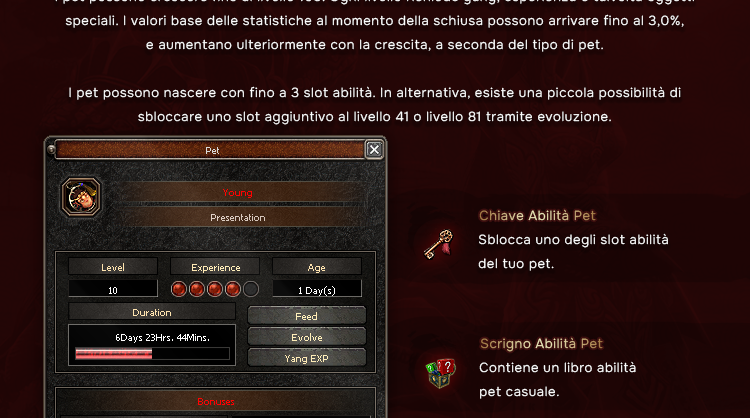 speciali. I valori base delle statistiche al momento della schiusa possono arrivare fino al 3,0%,
e aumentano ulteriormente con la crescita, a seconda del tipo di pet.
I pet possono nascere con fino a 3 slot abilità. In alternativa, esiste una piccola possibilità di
sbloccare uno slot aggiuntivo al livello 41 o livello 81 tramite evoluzione.
Pet
Young
Presentation
Level
Experience
Age
10
1 Day(s)
Duration
6Days 23Hrs. 44Mins.
Feed
Evolve
Yang EXP
Bonuses
Chiave Abilità Pet
Sblocca uno degli slot abilità
del tuo pet.
Scrigno Abilità Pet
Contiene un libro abilità
pet casuale.